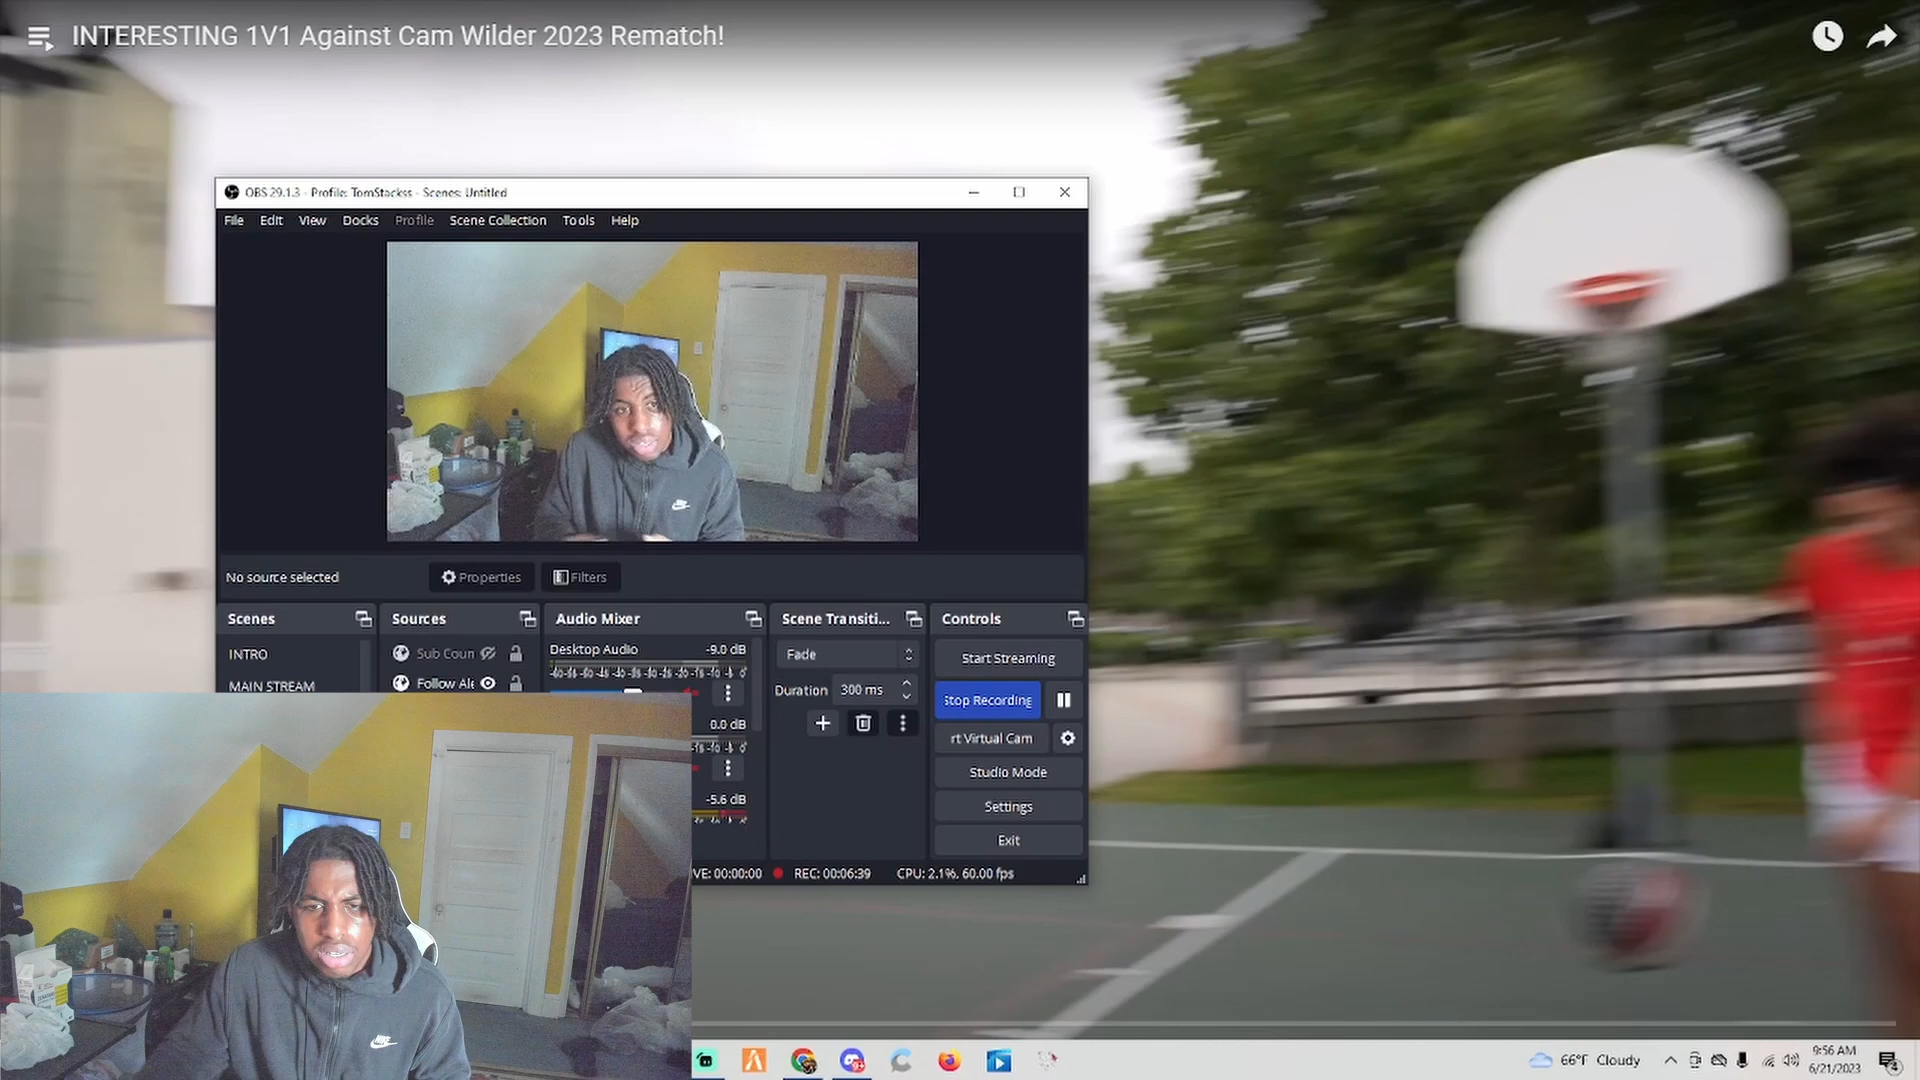 INTERESTING 1V1 Against Cam Wilder 2023 Rematch!
OBS 29.1.3 - Profile: TomStackss - Scenes: Untitled
File Edit View Docks Profile Scene Collection Tools Help
No source selected
Properties
Filters
Scenes
Sources
Audio Mixer
Scene Transiti...
Controls
INTRO
MAIN STREAM
Sub Coun
Follow Ale
Desktop Audio
-9.0 dB
0.0 dB
-5.6 dB
Fade
Duration 300 ms
Start Streaming
Stop Recording
rt Virtual Cam
Studio Mode
Settings
Exit
VE: 00:00:00
REC: 00:06:39
CPU: 2.1%, 60.00 fps
66°F Cloudy
9:56 AM
6/21/2023